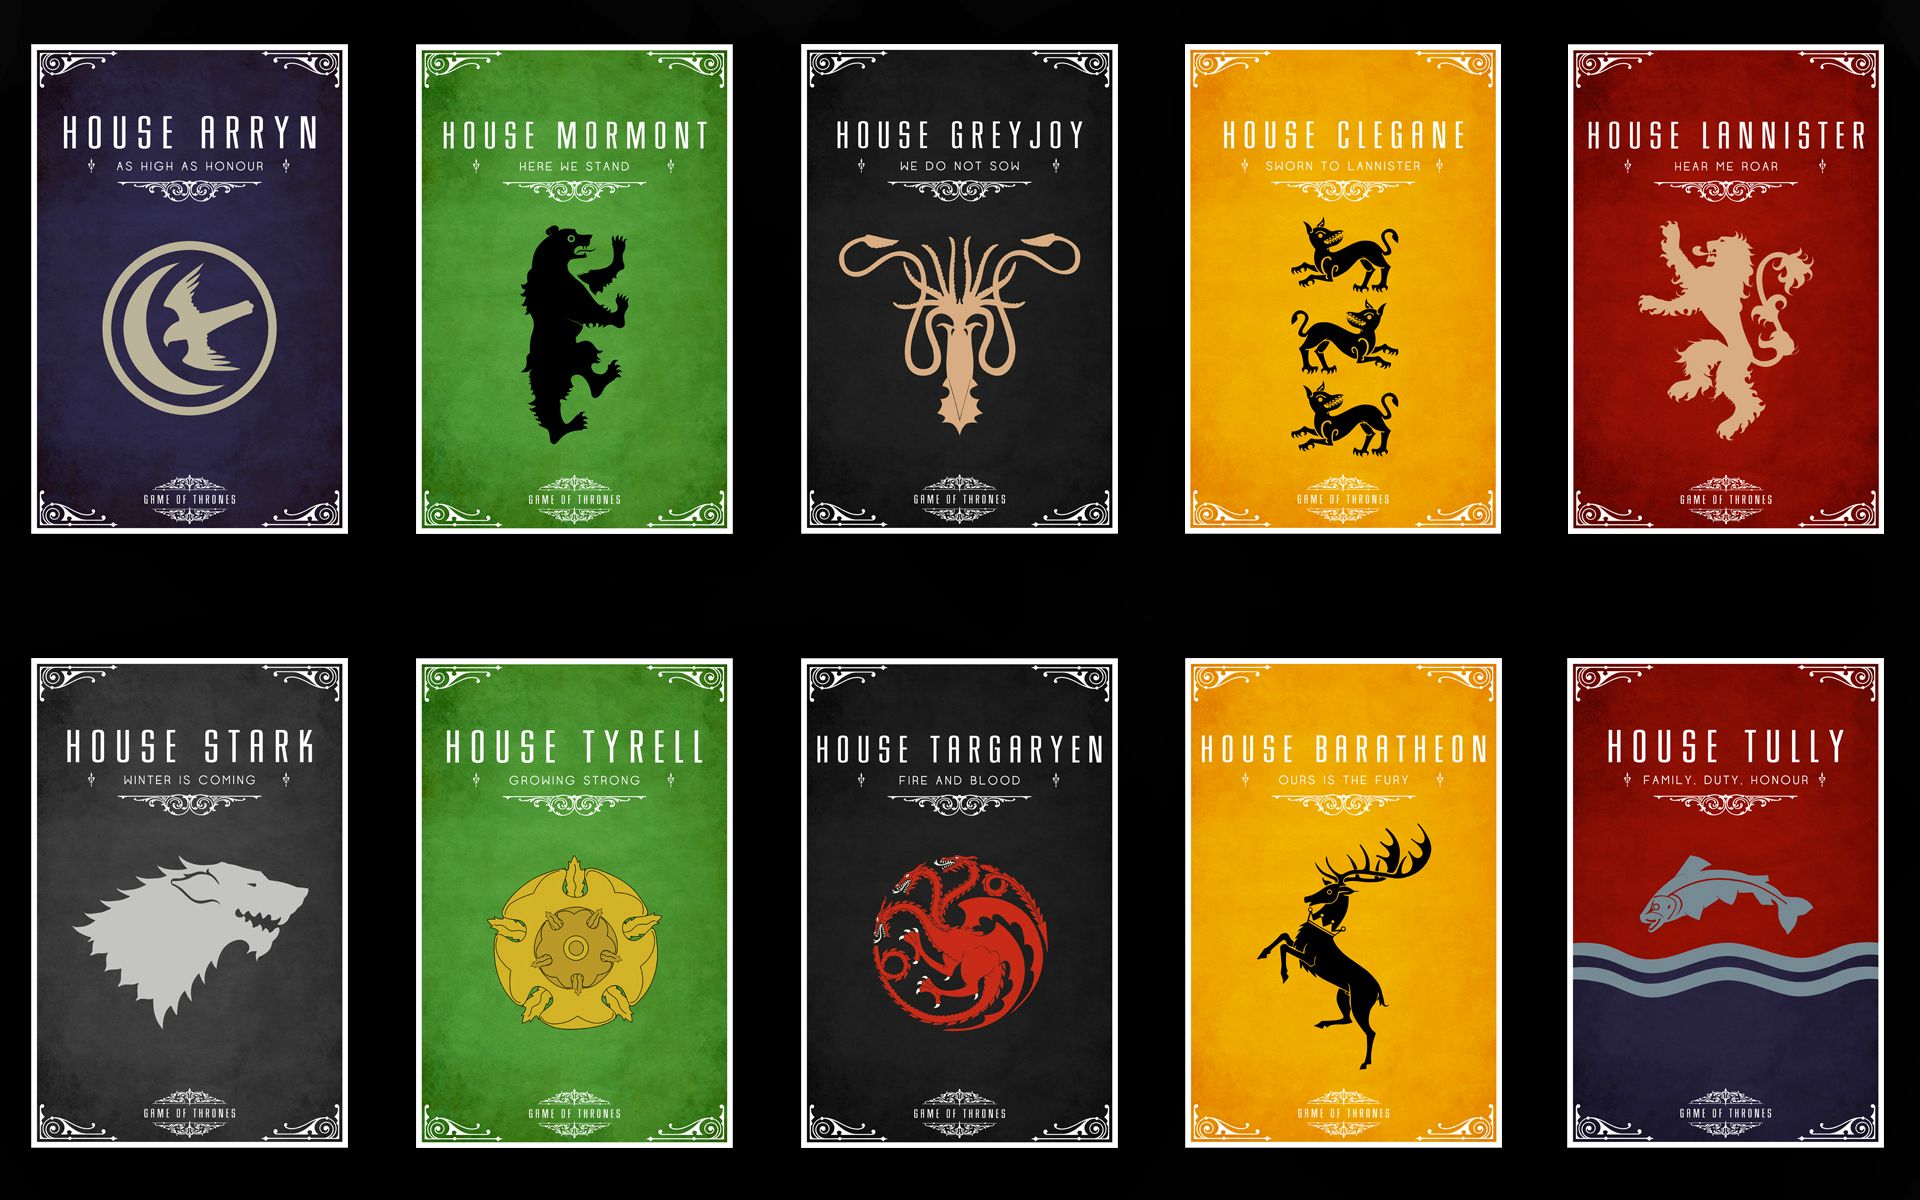 HOUSE ARRYN
AS HIGH AS HONOUR
GAME OF THRONES
HOUSE MORMONT
HERE WE STAND
GAME OF THRONES
HOUSE GREYJOY
WE DO NOT SOW
GAME OF THRONES
HOUSE CLEGANE
SWORN TO LANNISTER
GAME OF THRONES
HOUSE LANNISTER
HEAR ME ROAR
GAME OF THRONES
HOUSE STARK
WINTER IS COMING
GAME OF THRONES
HOUSE TYRELL
GROWING STRONG
GAME OF THRONES
HOUSE TARGARYEN
FIRE AND BLOOD
GAME OF THRONES
HOUSE BARATHEON
OURS IS THE FURY
GAME OF THRONES
HOUSE TULLY
FAMILY, DUTY, HONOUR
GAME OF THRONES